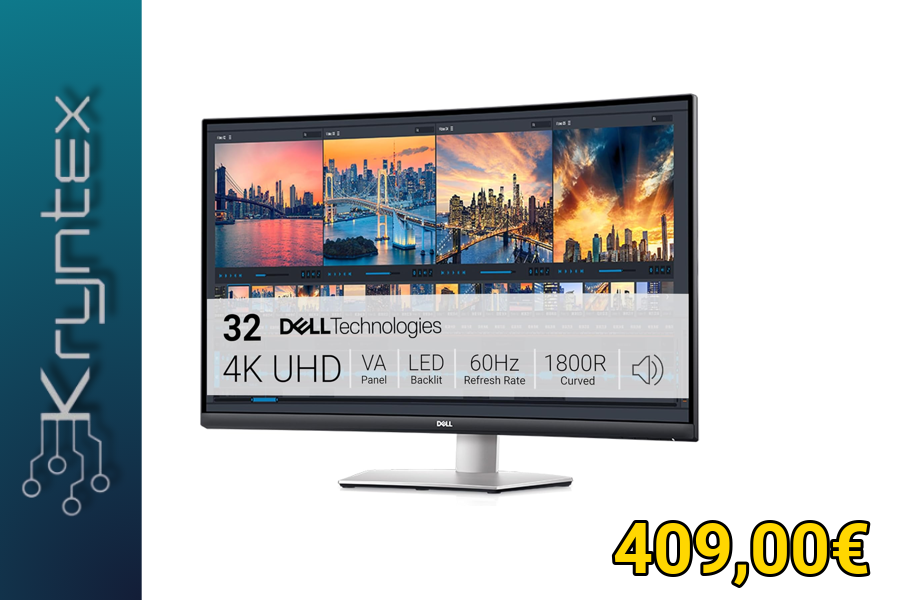 Kryntex
32 DELLTechnologies
4K UHD
VA
Panel
LED
Backlit
60Hz
Refresh Rate
1800R
Curved
DELL
409,00€